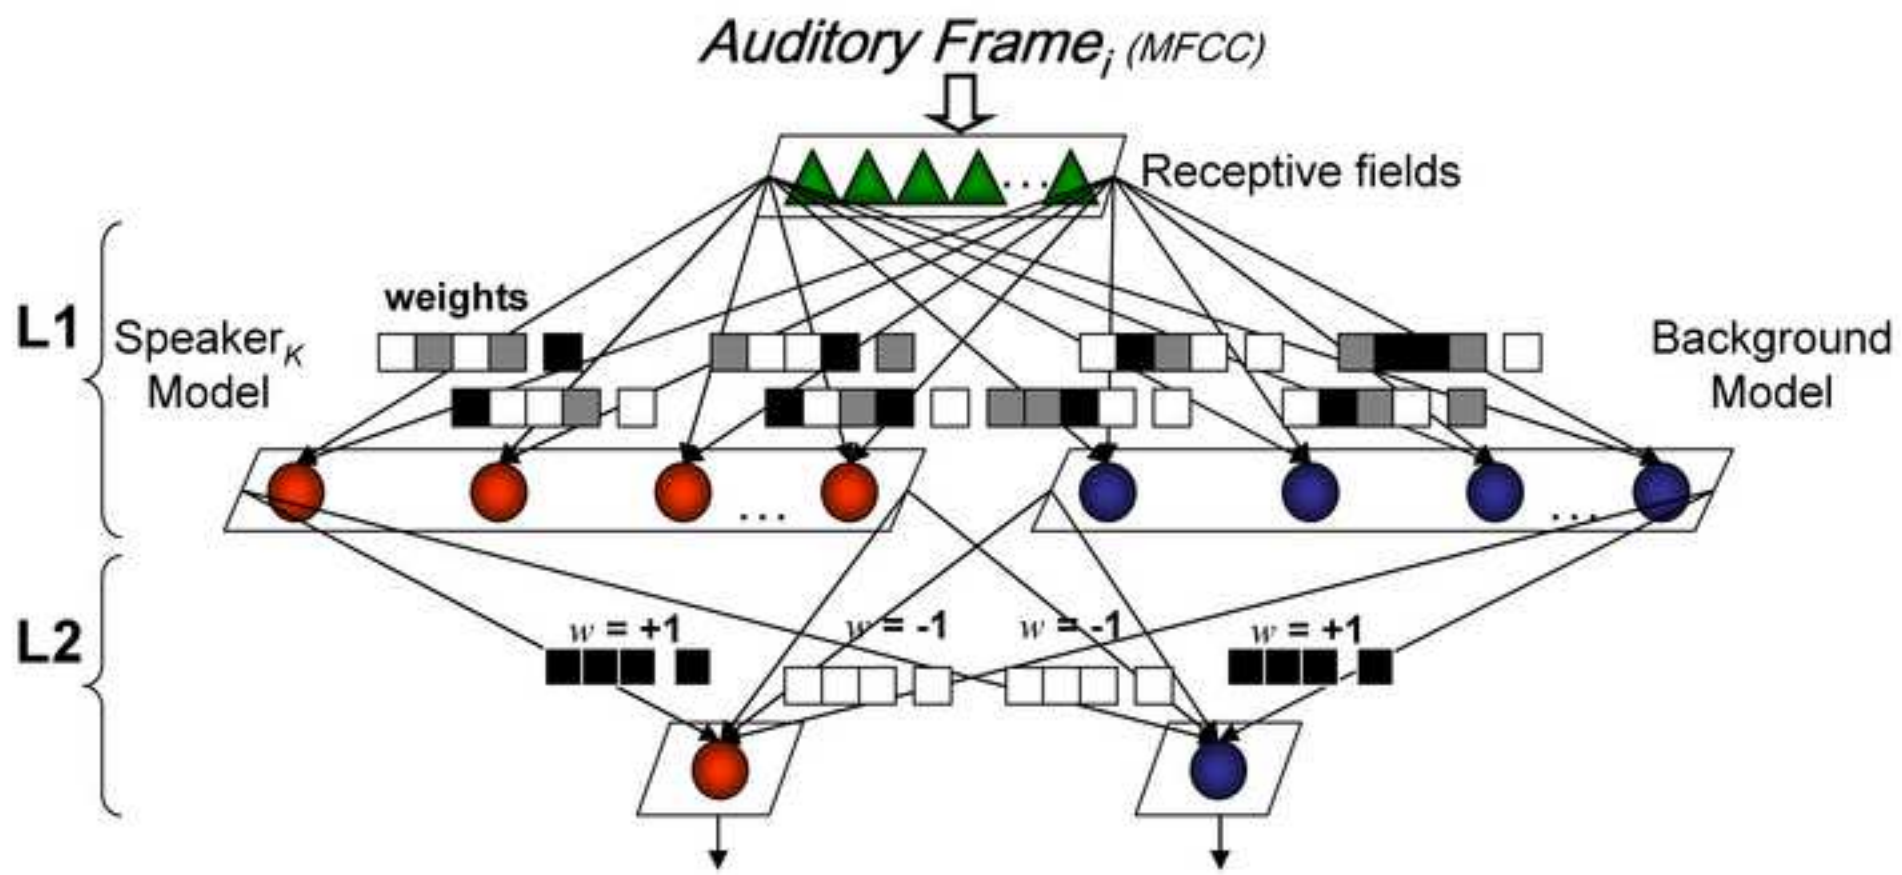 Auditory Frame_i (MFCC)
Receptive fields
...
weights
L1
Speaker_K
Model
Background
Model
...
...
L2
w = +1
w = -1
w = -1
w = +1